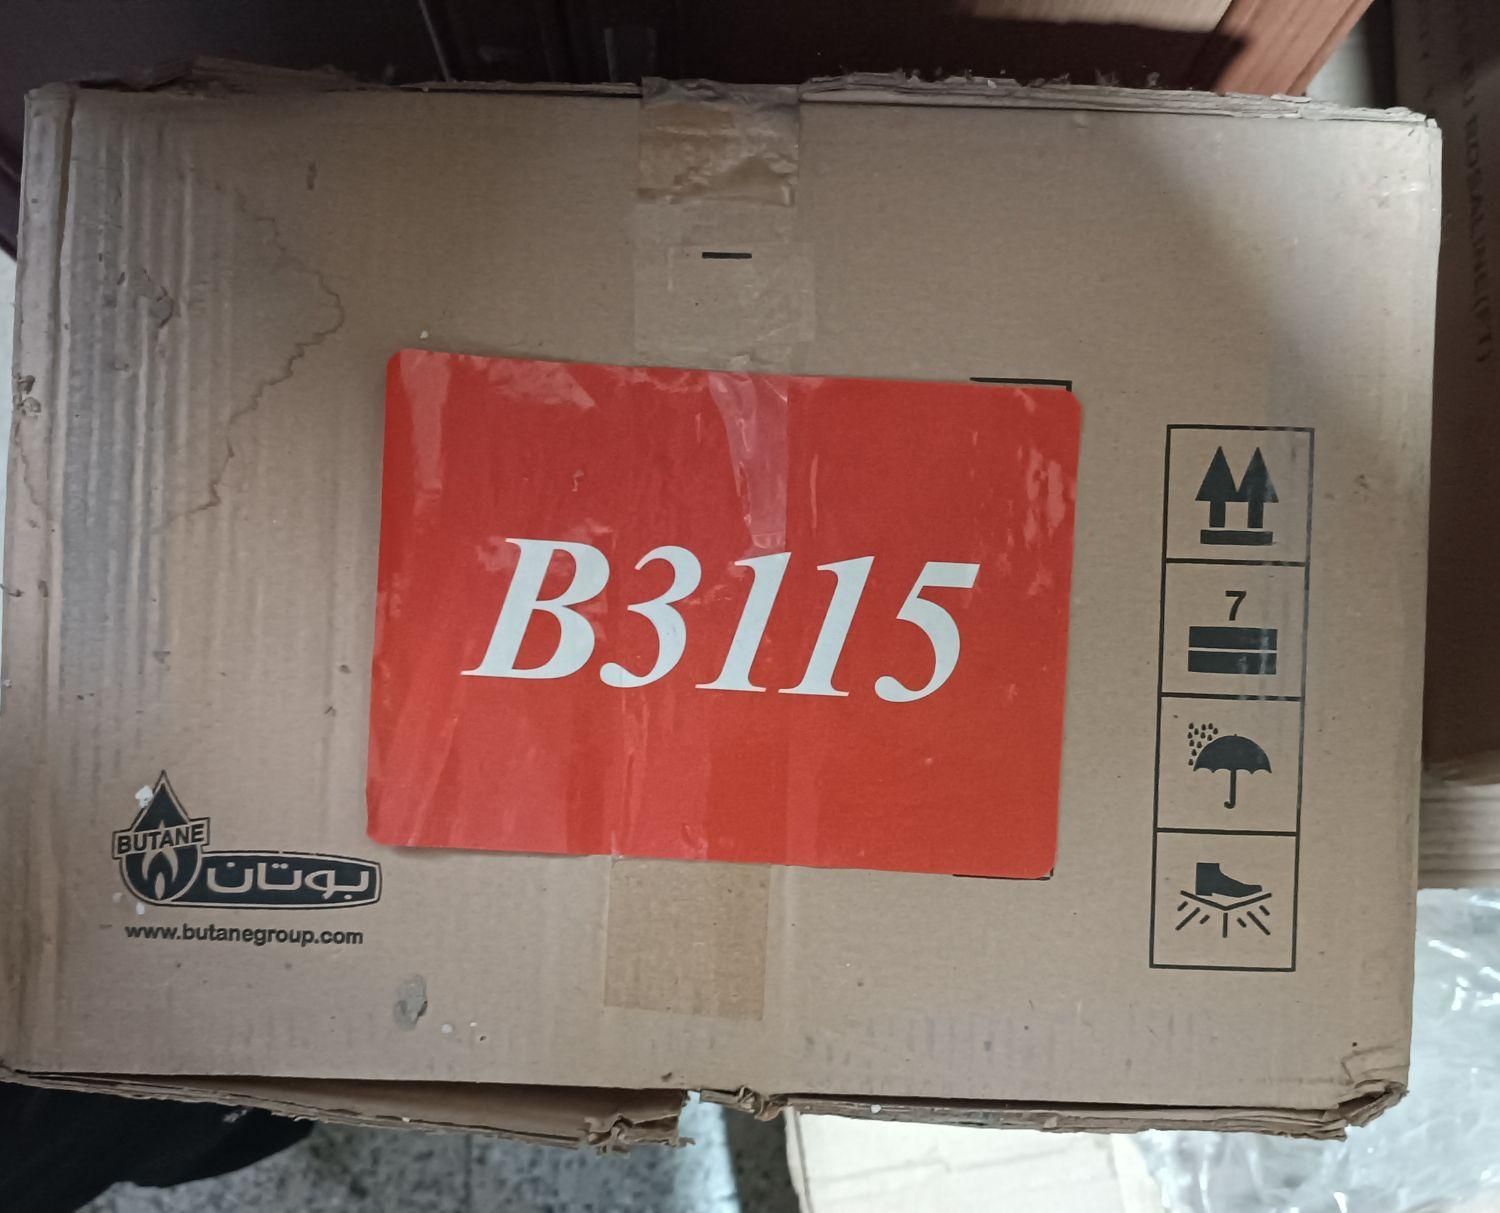 B3115
7
BUTANE
بوتان
www.butanegroup.com